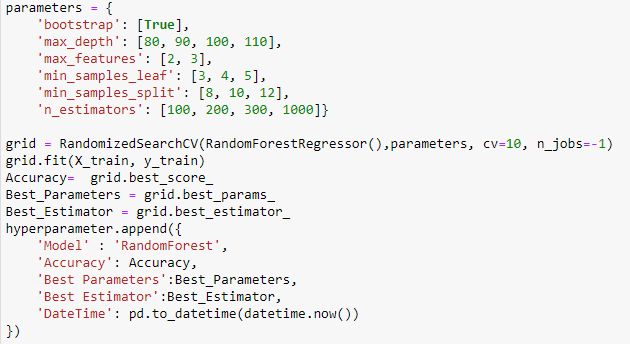 parameters = {
    'bootstrap': [True],
    'max_depth': [80, 90, 100, 110],
    'max_features': [2, 3],
    'min_samples_leaf': [3, 4, 5],
    'min_samples_split': [8, 10, 12],
    'n_estimators': [100, 200, 300, 1000]}
grid = RandomizedSearchCV(RandomForestRegressor(),parameters, cv=10, n_jobs=-1)
grid.fit(X_train, y_train)
Accuracy=  grid.best_score_
Best_Parameters = grid.best_params_
Best_Estimator = grid.best_estimator_
hyperparameter.append({
    'Model' : 'RandomForest',
    'Accuracy': Accuracy,
    'Best Parameters':Best_Parameters,
    'Best Estimator':Best_Estimator,
    'DateTime': pd.to_datetime(datetime.now())
})